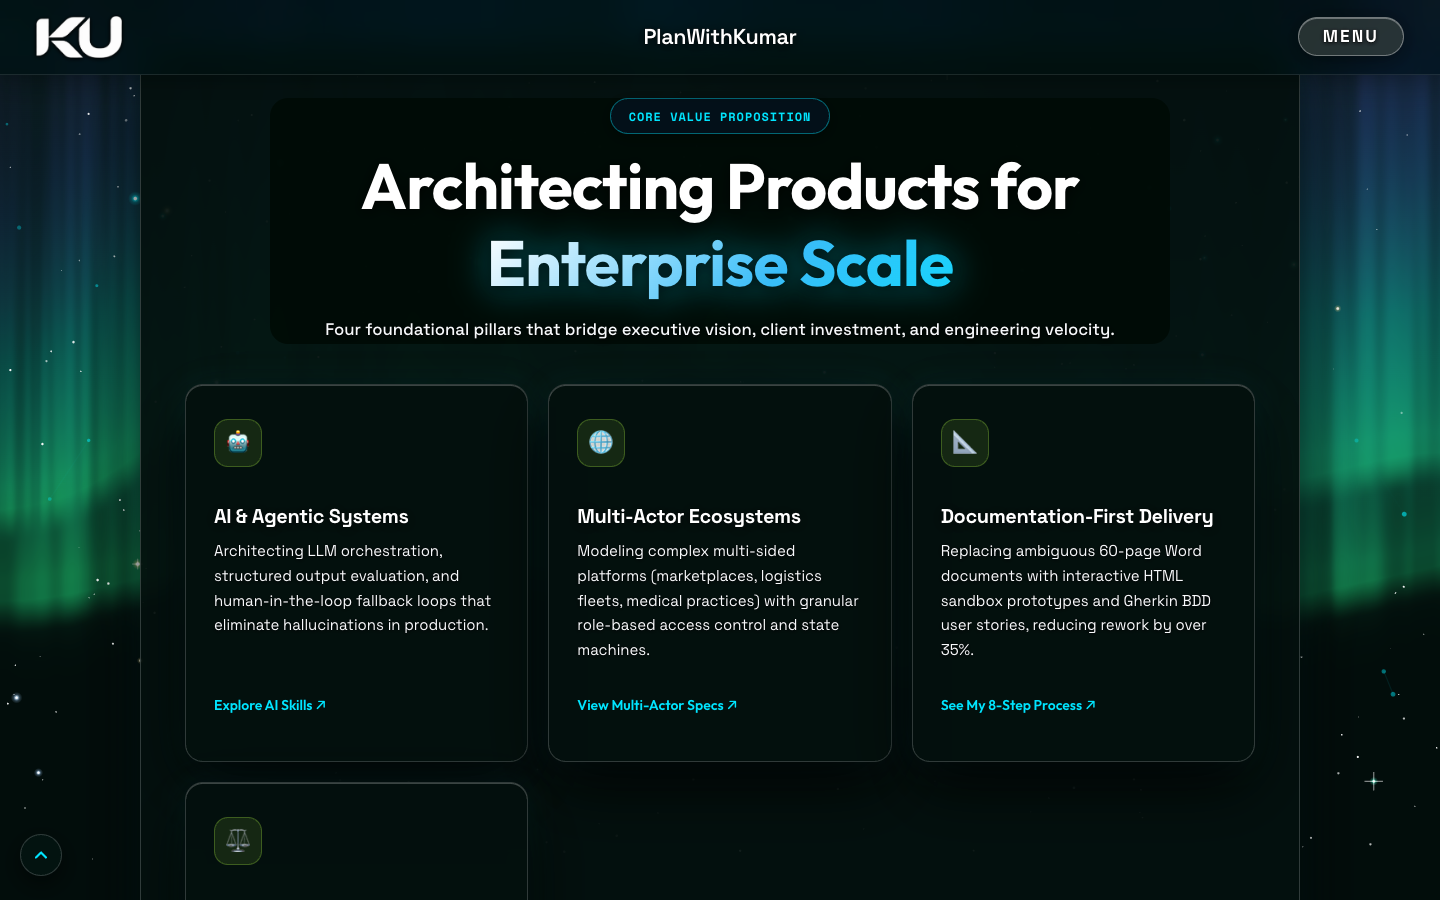 KU
PlanWithKumar
MENU
CORE VALUE PROPOSITION
Architecting Products for
Enterprise Scale
Four foundational pillars that bridge executive vision, client investment, and engineering velocity.
AI & Agentic Systems
Architecting LLM orchestration,
structured output evaluation, and
human-in-the-loop fallback loops that
eliminate hallucinations in production.
Explore AI Skills ↗
Multi-Actor Ecosystems
Modeling complex multi-sided
platforms (marketplaces, logistics
fleets, medical practices) with granular
role-based access control and state
machines.
View Multi-Actor Specs ↗
Documentation-First Delivery
Replacing ambiguous 60-page Word
documents with interactive HTML
sandbox prototypes and Gherkin BDD
user stories, reducing rework by over
35%.
See My 8-Step Process ↗